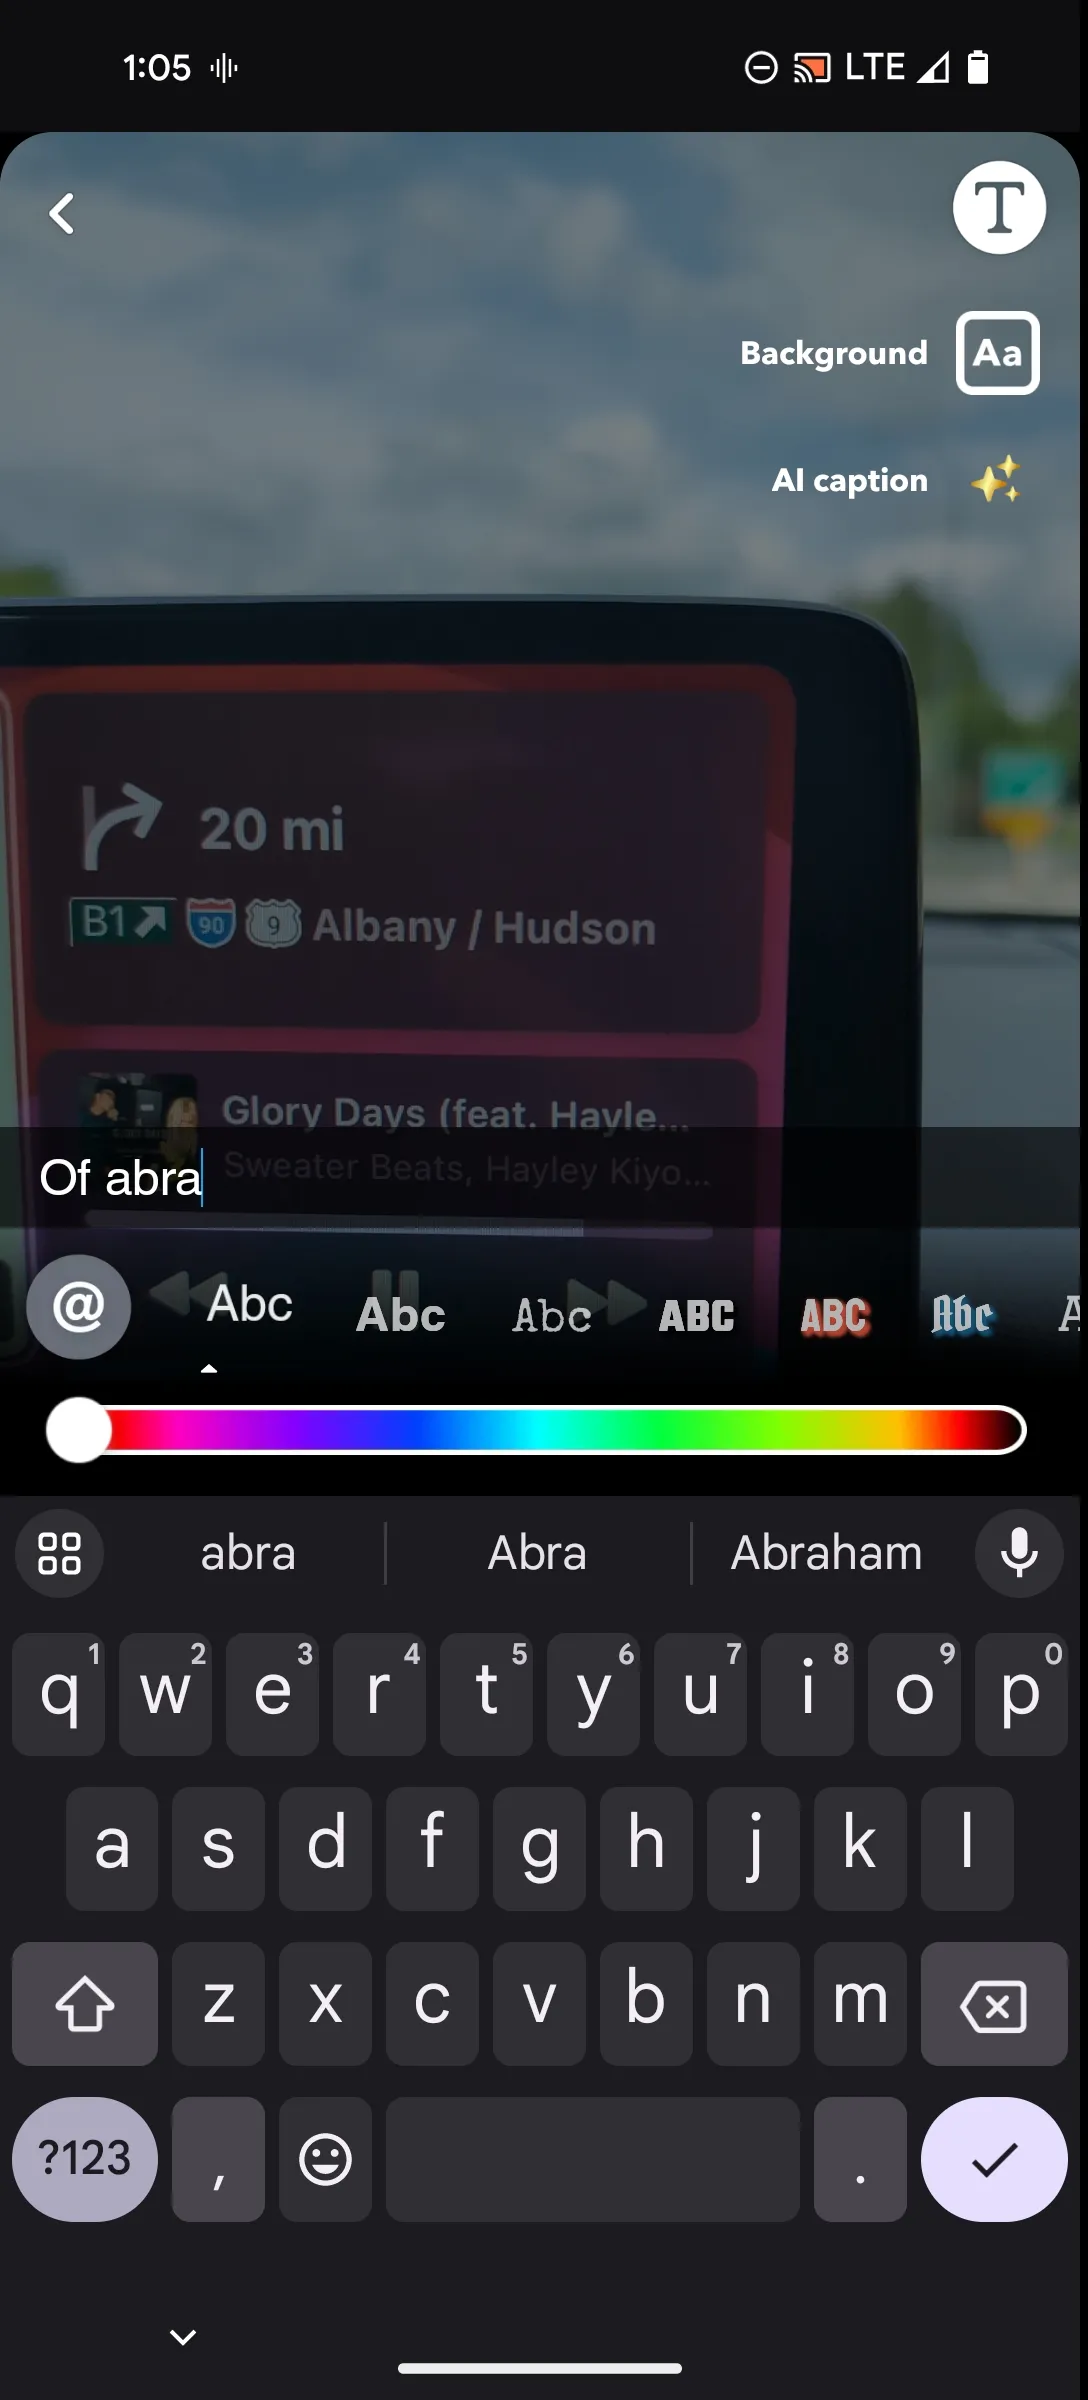 1:05 LTE
T
Background Aa
AI caption
20 mi
B1 90 9 Albany / Hudson
Glory Days (feat. Hayle...
Sweater Beats, Hayley Kiyo...
Of abra
@ Abc Abc Abc ABC ABC Abc A
abra Abra Abraham
q1 w2 e3 r4 t5 y6 u7 i8 o9 p0
a s d f g h j k l
z x c v b n m
?123 , .